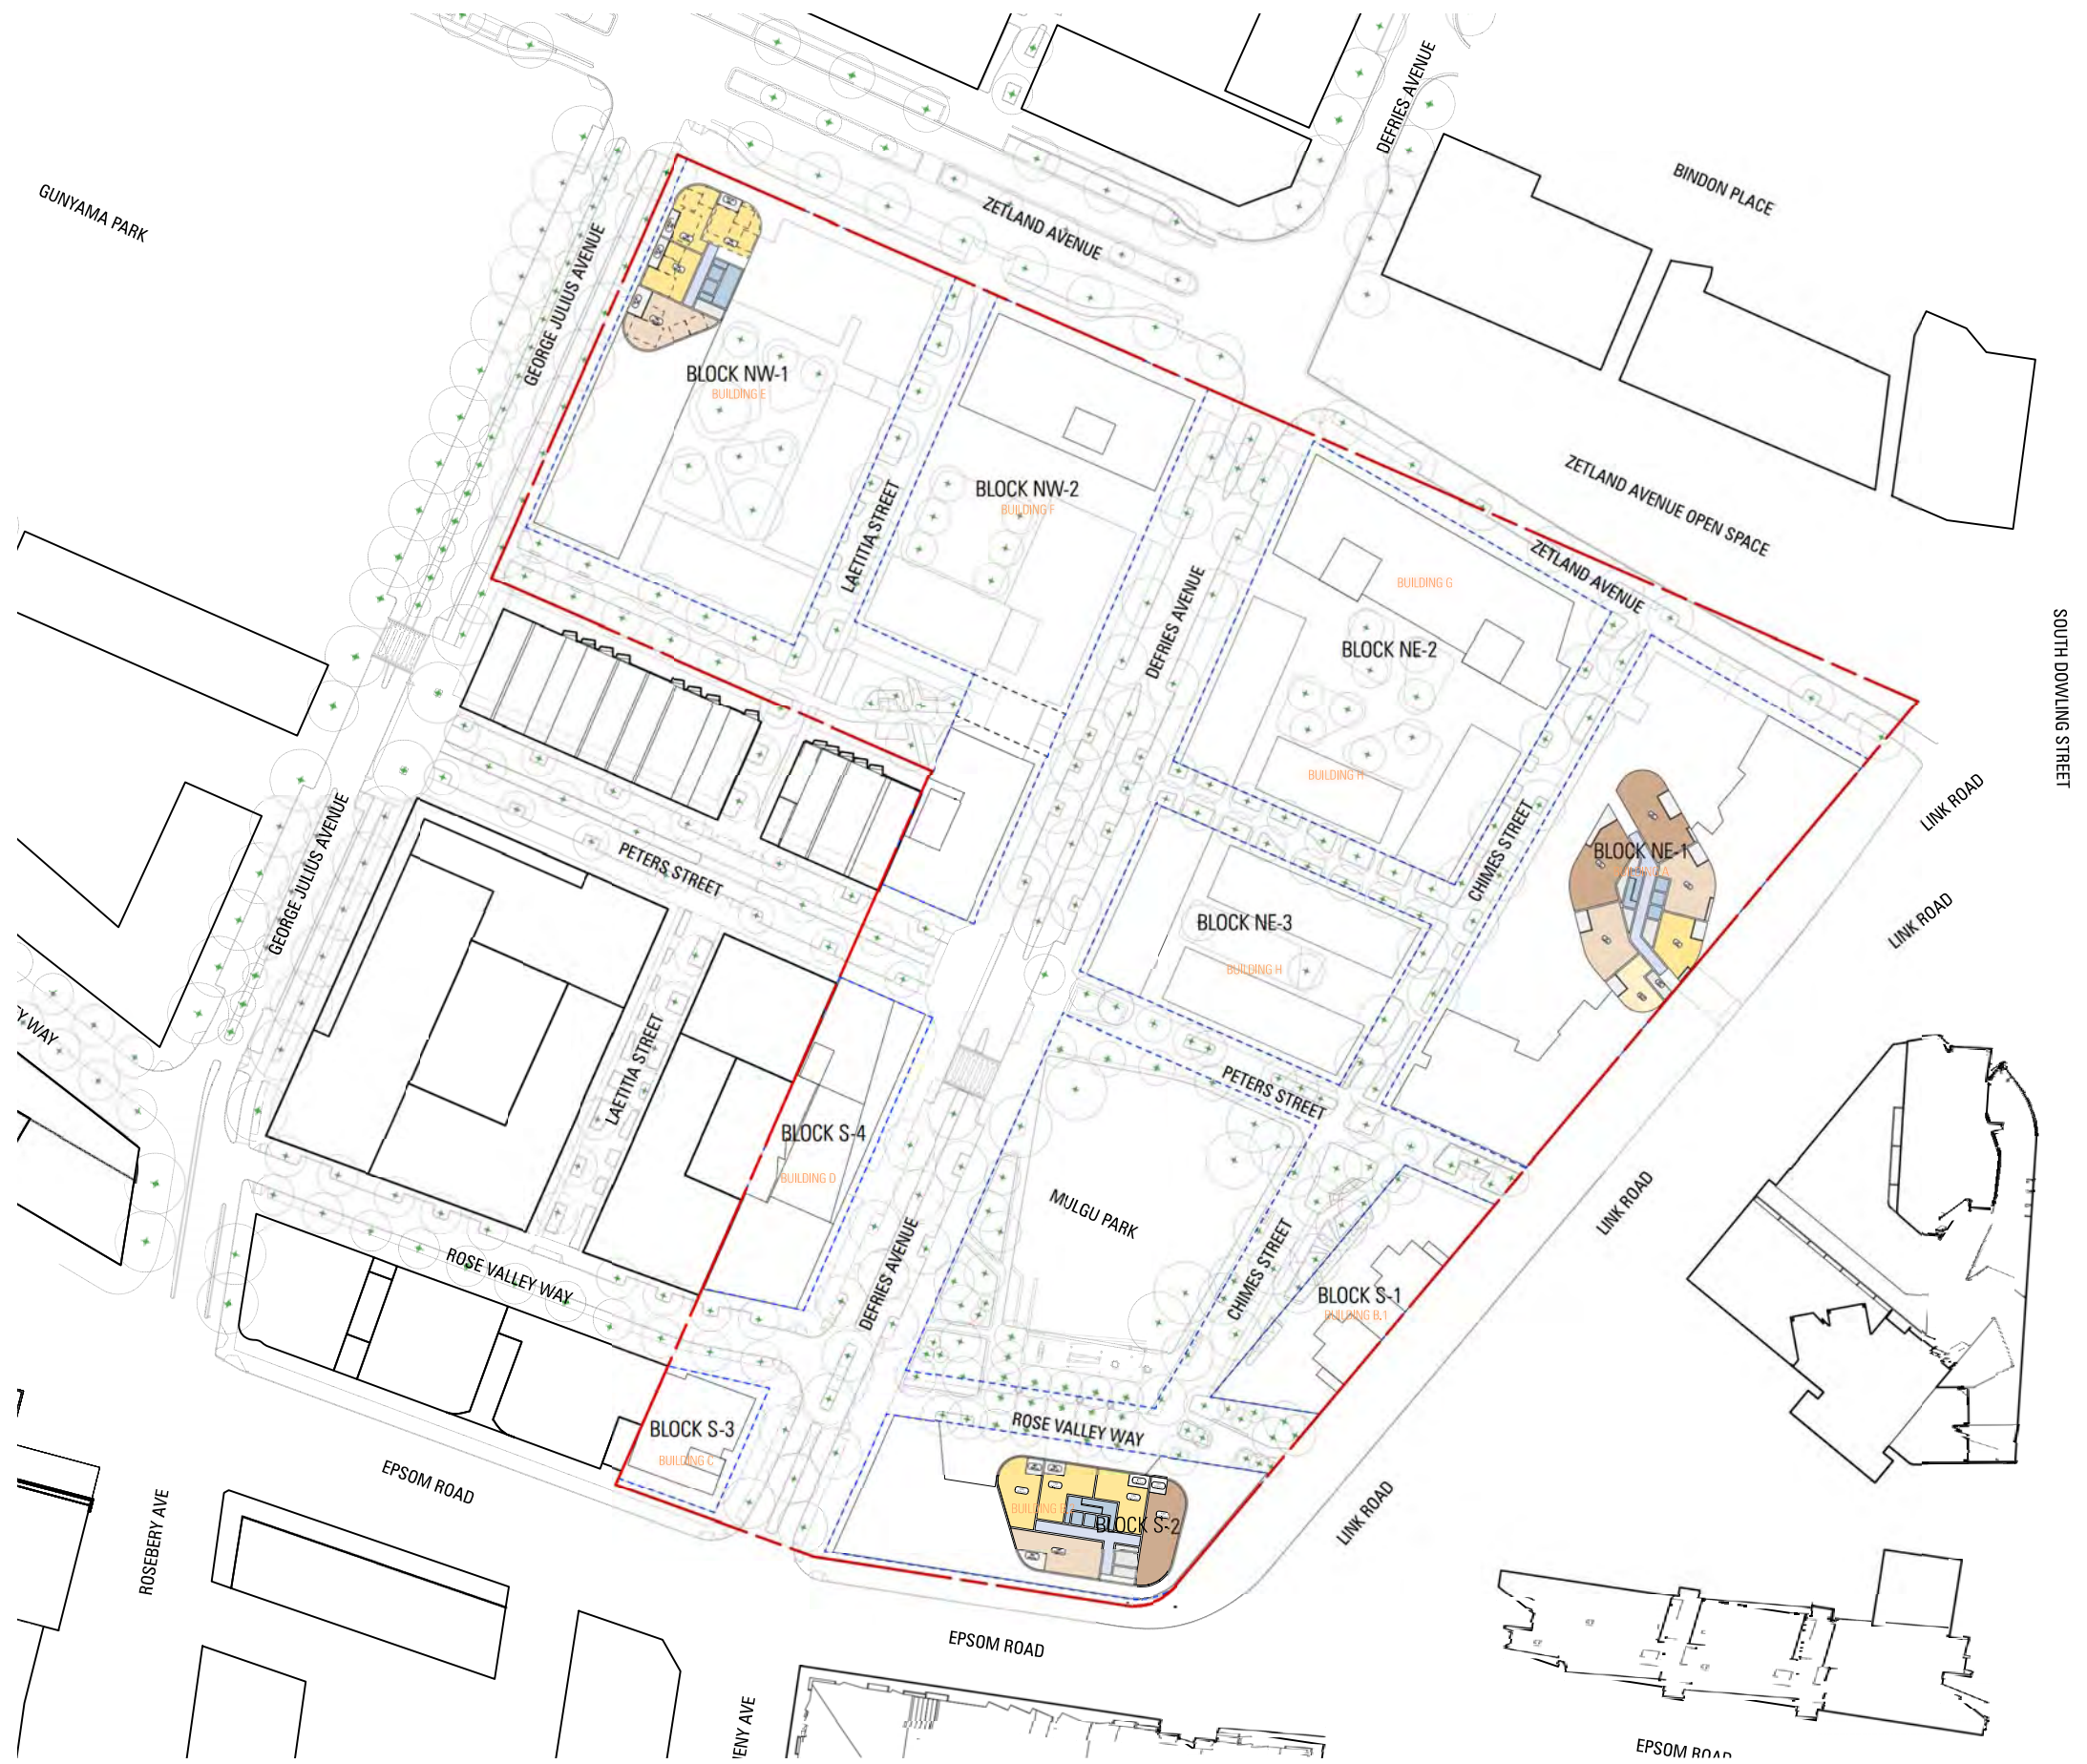 DEFRIES AVENUE
BINDON PLACE
GUNYAMA PARK
ZETLAND AVENUE
GEORGE JULIUS AVENUE
BLOCK NW-1
BUILDING E
BLOCK NW-2
BUILDING F
LAETITIA STREET
ZETLAND AVENUE OPEN SPACE
ZETLAND AVENUE
BUILDING G
BLOCK NE-2
DEFRIES AVENUE
SOUTH DOWLING STREET
BUILDING H
LINK ROAD
CHIMES STREET
BLOCK NE-1
PETERS STREET
GEORGE JULIUS AVENUE
BLOCK NE-3
BUILDING H
LINK ROAD
Y WAY
LAETITIA STREET
PETERS STREET
BLOCK S-4
BUILDING D
MULGU PARK
LINK ROAD
CHIMES STREET
DEFRIES AVENUE
ROSE VALLEY WAY
BLOCK S-1
BUILDING B.1
BLOCK S-3
BUILDING C
ROSE VALLEY WAY
EPSOM ROAD
ROSEBERY AVE
BUILDING
BLOCK S-2
LINK ROAD
EPSOM ROAD
ENY AVE
EPSOM ROAD